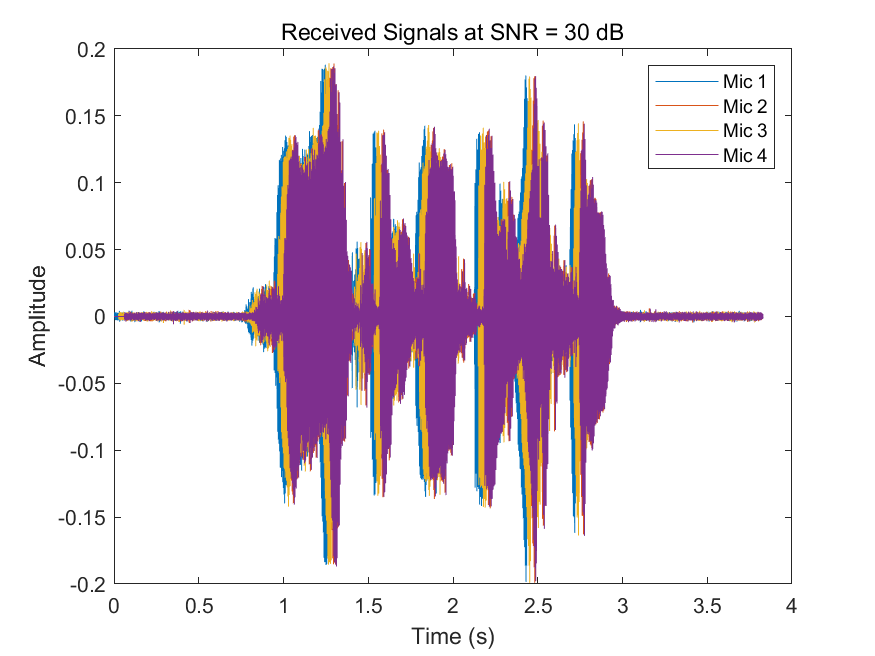 Received Signals at SNR = 30 dB
0.2
0.15
0.1
0.05
0
-0.05
-0.1
-0.15
-0.2
Amplitude
Mic 1
Mic 2
Mic 3
Mic 4
0 0.5 1 1.5 2 2.5 3 3.5 4
Time (s)